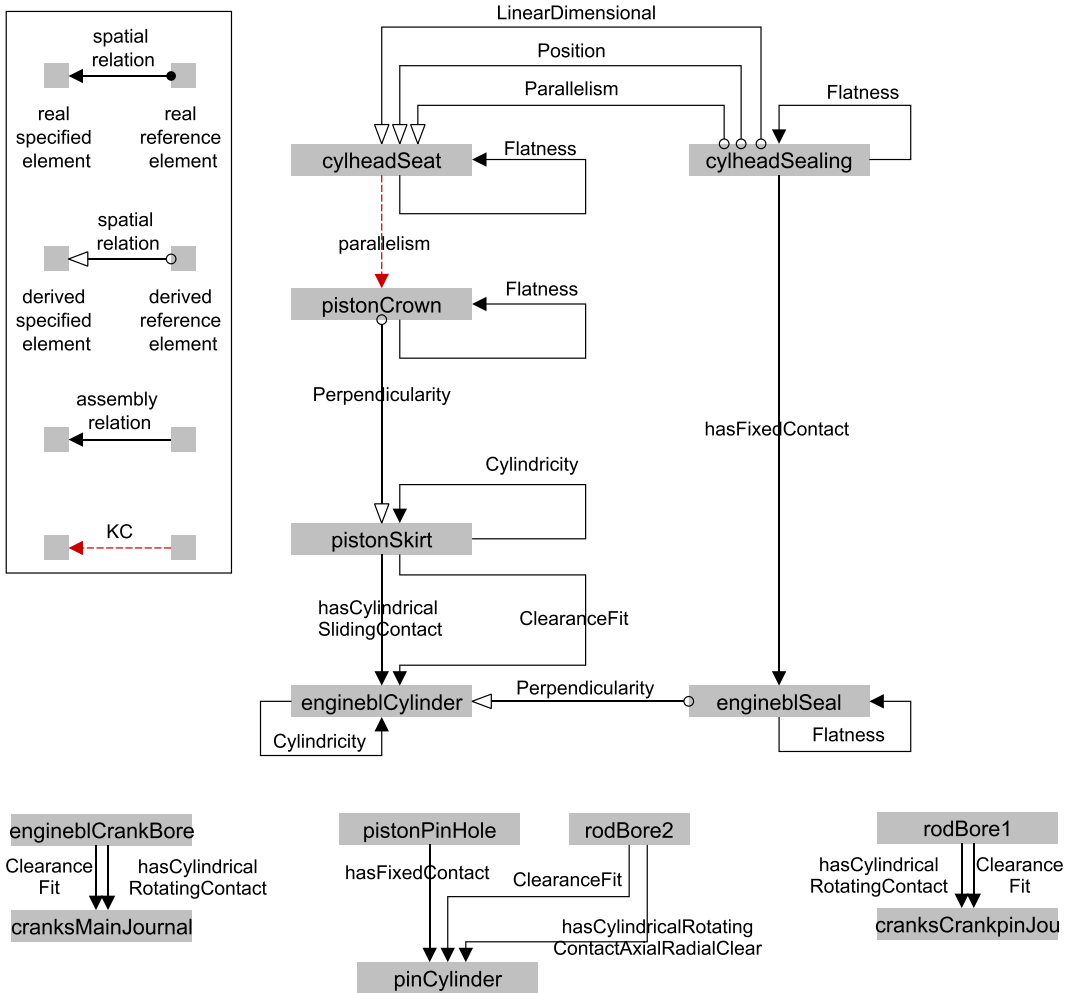 spatial
relation
real
specified
element
real
reference
element
spatial
relation
derived
specified
element
derived
reference
element
assembly
relation
KC
LinearDimensional
Position
Parallelism
Flatness
cylheadSeat
Flatness
cylheadSealing
parallelism
pistonCrown
Flatness
Perpendicularity
hasFixedContact
Cylindricity
pistonSkirt
hasCylindrical
SlidingContact
ClearanceFit
engineblCylinder
Perpendicularity
engineblSeal
Cylindricity
Flatness
engineblCrankBore
Clearance
Fit
hasCylindrical
RotatingContact
cranksMainJournal
pistonPinHole
rodBore2
hasFixedContact
ClearanceFit
hasCylindricalRotating
ContactAxialRadialClear
pinCylinder
rodBore1
hasCylindrical
RotatingContact
Clearance
Fit
cranksCrankpinJou